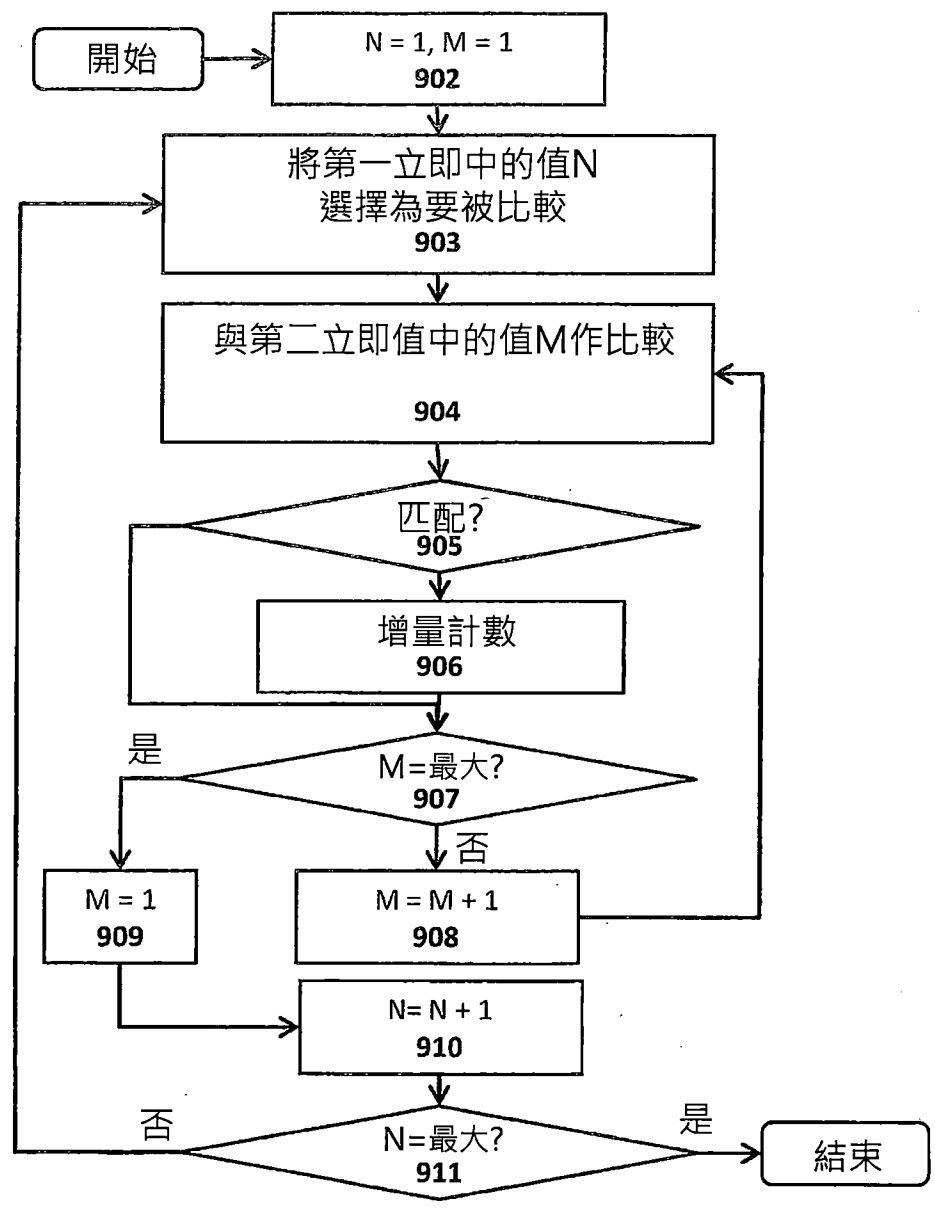 開始
N = 1, M = 1
902
將第一立即中的值N
選擇為要被比較
903
與第二立即值中的值M作比較
904
匹配?
905
增量計數
906
是
M=最大?
907
否
M = 1
909
M = M + 1
908
N= N + 1
910
否
N=最大?
911
是
結束